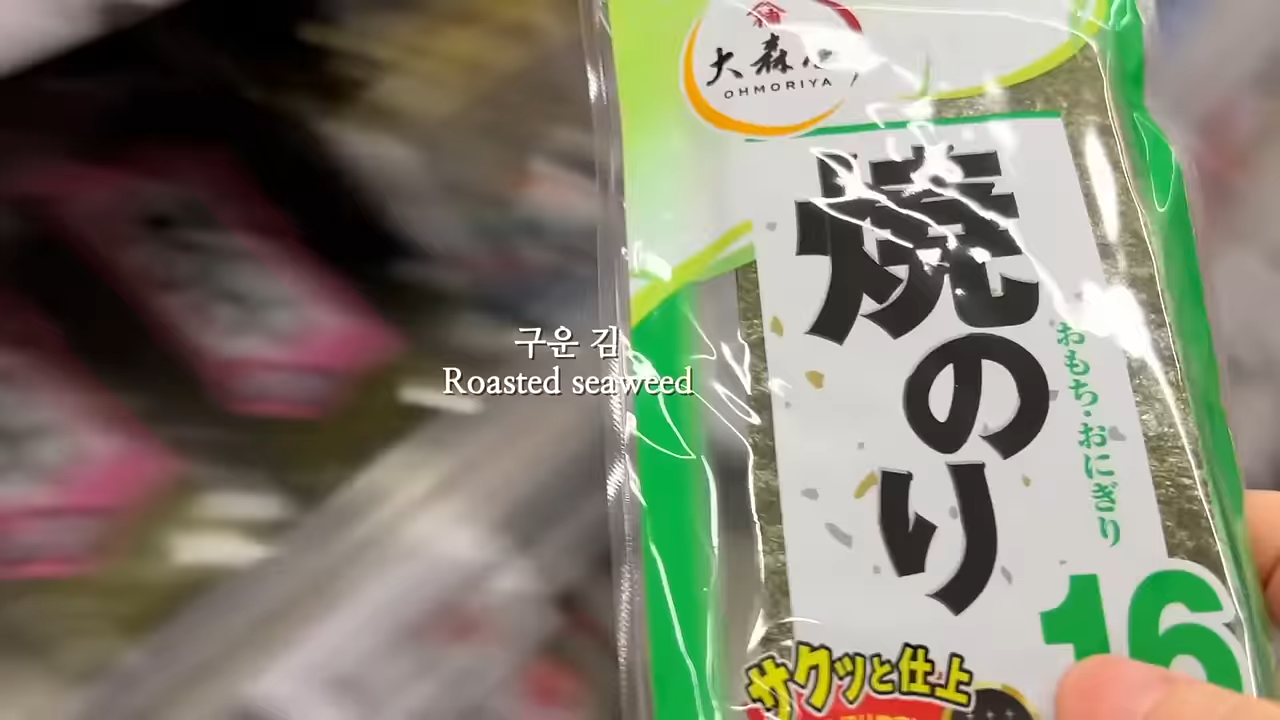 大森屋
OHMORIYA
焼のり
おもち・おにぎり
16
サクッと仕上
구운 김
Roasted seaweed